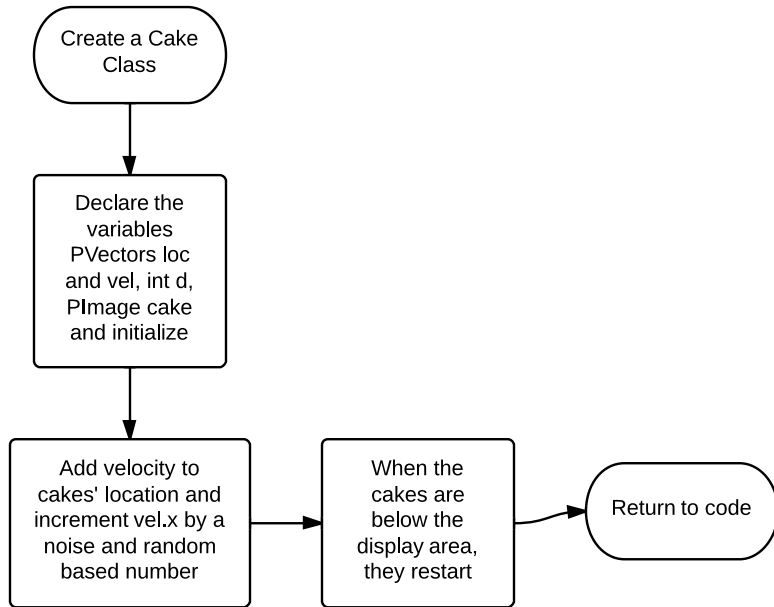 Create a Cake
Class
Declare the
variables
PVectors loc
and vel, int d,
PImage cake
and initialize
Add velocity to
cakes' location and
increment vel.x by a
noise and random
based number
When the
cakes are
below the
display area,
they restart
Return to code